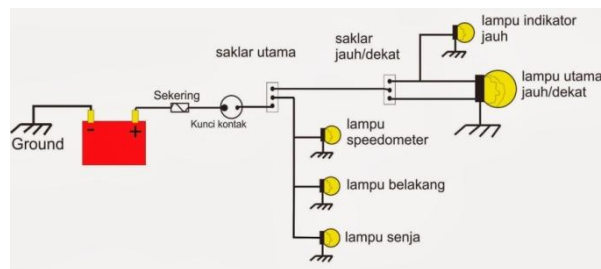 lampu indikator
jauh
saklar
jauh/dekat
saklar utama
lampu utama
jauh/dekat
Sekering
Kunci kontak
- +
Ground
lampu
speedometer
lampu belakang
lampu senja